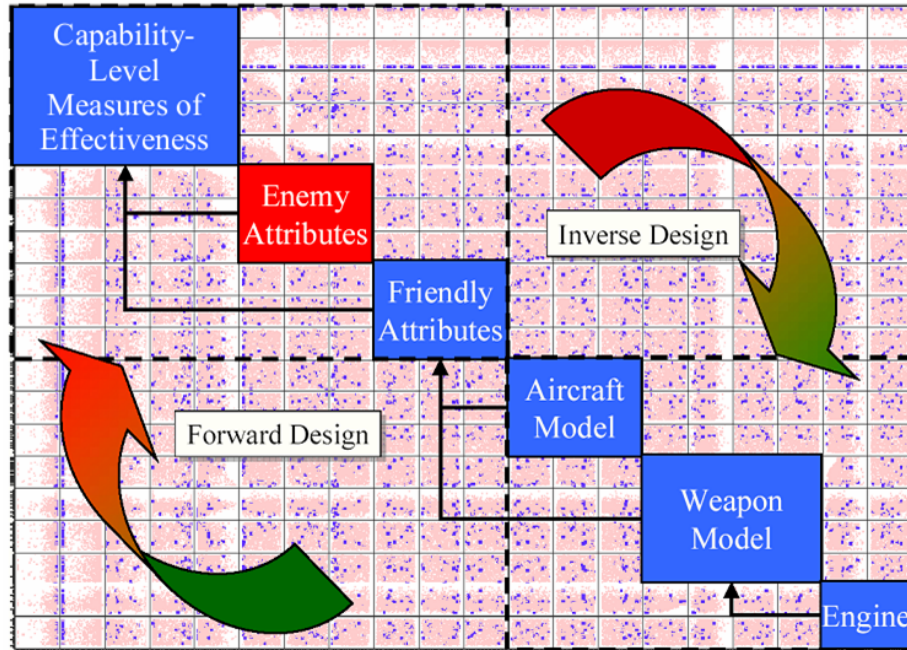 Capability-
Level
Measures of
Effectiveness
Enemy
Attributes
Inverse Design
Friendly
Attributes
Aircraft
Model
Forward Design
Weapon
Model
Engine